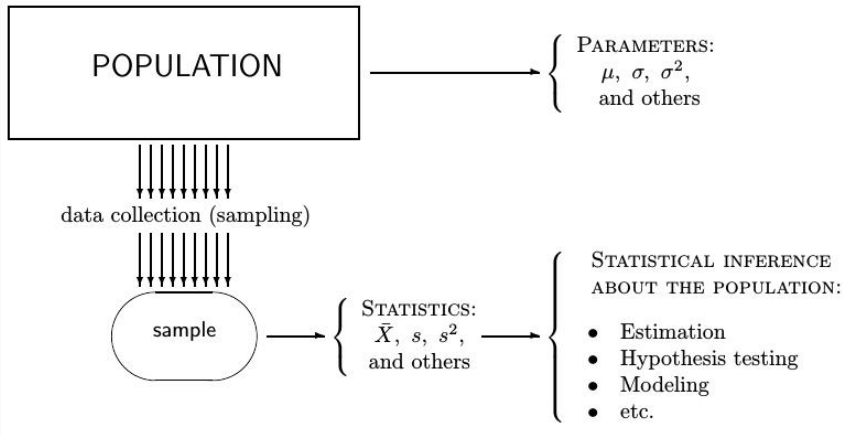 POPULATION
PARAMETERS:
μ, σ, σ²,
and others
data collection (sampling)
sample
STATISTICS:
X̄, s, s²,
and others
STATISTICAL INFERENCE
ABOUT THE POPULATION:
• Estimation
• Hypothesis testing
• Modeling
• etc.